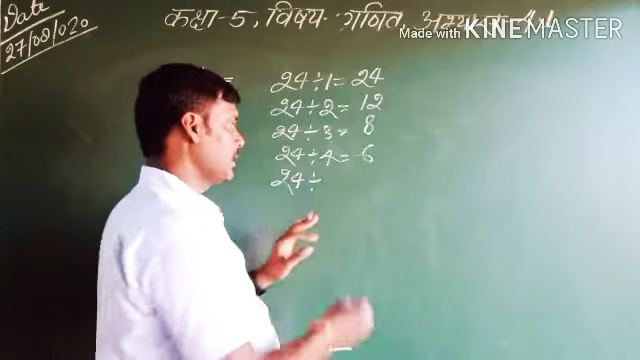 Date
27/08/020
कक्षा-5, विषय- गणित,
Made with KINEMASTER
=
24÷1= 24
24÷2= 12
24÷3= 8
24÷4= 6
24÷